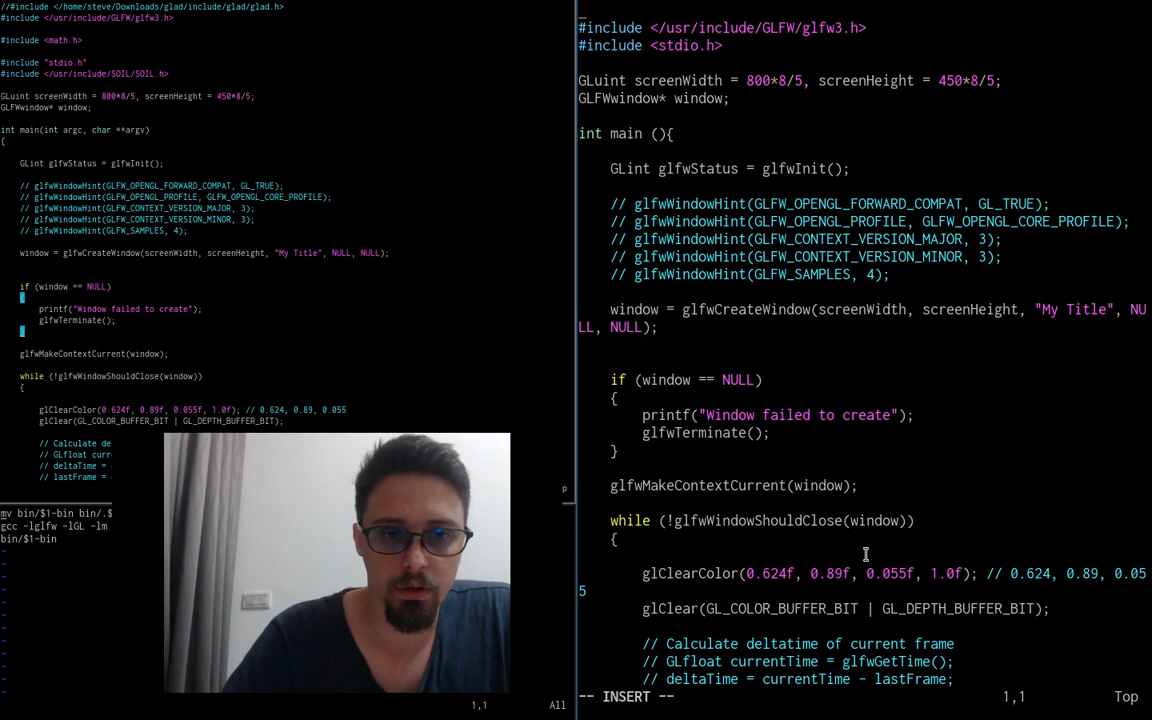 //#include </home/steve/Downloads/glad/include/glad/glad.h>
#include </usr/include/GLFW/glfw3.h>
#include <math.h>
#include "stdio.h"
#include </usr/include/SOIL/SOIL.h>
GLuint screenWidth = 800*8/5, screenHeight = 450*8/5;
GLFWwindow* window;
int main(int argc, char **argv)
{
GLint glfwStatus = glfwInit();
// glfwWindowHint(GLFW_OPENGL_FORWARD_COMPAT, GL_TRUE);
// glfwWindowHint(GLFW_OPENGL_PROFILE, GLFW_OPENGL_CORE_PROFILE);
// glfwWindowHint(GLFW_CONTEXT_VERSION_MAJOR, 3);
// glfwWindowHint(GLFW_CONTEXT_VERSION_MINOR, 3);
// glfwWindowHint(GLFW_SAMPLES, 4);
window = glfwCreateWindow(screenWidth, screenHeight, "My Title", NULL, NULL);
if (window == NULL)
{
printf("Window failed to create");
glfwTerminate();
}
glfwMakeContextCurrent(window);
while (!glfwWindowShouldClose(window))
{
glClearColor(0.624f, 0.89f, 0.055f, 1.0f); // 0.624, 0.89, 0.055
glClear(GL_COLOR_BUFFER_BIT | GL_DEPTH_BUFFER_BIT);
// Calculate de
// GLfloat curr
// deltaTime =
// lastFrame =
p
mv bin/$1-bin bin/.$
gcc -lglfw -lGL -lm
bin/$1-bin
~
~
~
~
~
~
~
~
~
~
~
~
1,1 All
#include </usr/include/GLFW/glfw3.h>
#include <stdio.h>
GLuint screenWidth = 800*8/5, screenHeight = 450*8/5;
GLFWwindow* window;
int main (){
GLint glfwStatus = glfwInit();
// glfwWindowHint(GLFW_OPENGL_FORWARD_COMPAT, GL_TRUE);
// glfwWindowHint(GLFW_OPENGL_PROFILE, GLFW_OPENGL_CORE_PROFILE);
// glfwWindowHint(GLFW_CONTEXT_VERSION_MAJOR, 3);
// glfwWindowHint(GLFW_CONTEXT_VERSION_MINOR, 3);
// glfwWindowHint(GLFW_SAMPLES, 4);
window = glfwCreateWindow(screenWidth, screenHeight, "My Title", NU
LL, NULL);
if (window == NULL)
{
printf("Window failed to create");
glfwTerminate();
}
glfwMakeContextCurrent(window);
while (!glfwWindowShouldClose(window))
{
glClearColor(0.624f, 0.89f, 0.055f, 1.0f); // 0.624, 0.89, 0.05
5
glClear(GL_COLOR_BUFFER_BIT | GL_DEPTH_BUFFER_BIT);
// Calculate deltatime of current frame
// GLfloat currentTime = glfwGetTime();
// deltaTime = currentTime - lastFrame;
-- INSERT -- 1,1 Top